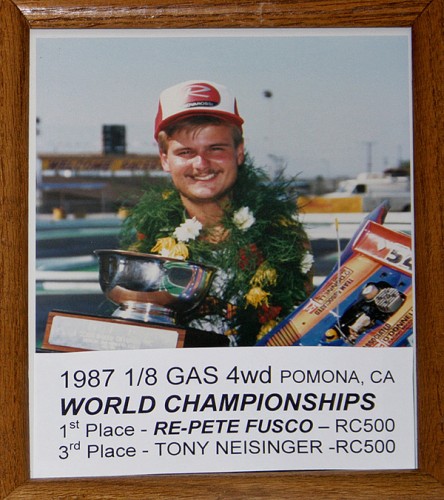 1987 1/8 GAS 4wd POMONA, CA
WORLD CHAMPIONSHIPS
1st Place - RE-PETE FUSCO – RC500
3rd Place - TONY NEISINGER -RC500